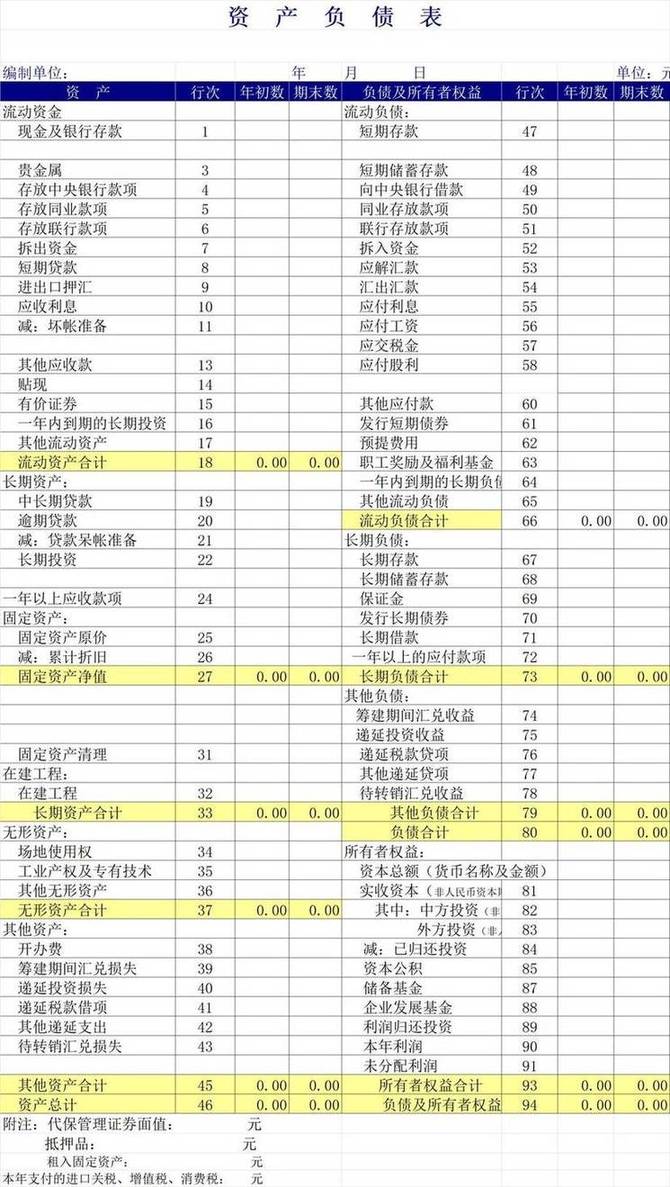 资 产 负 债 表
编制单位： 年 月 日 单位：元
资 产 行次 年初数 期末数 负债及所有者权益 行次 年初数 期末数
流动资金 流动负债：
现金及银行存款 1 短期存款 47
贵金属 3 短期储蓄存款 48
存放中央银行款项 4 向中央银行借款 49
存放同业款项 5 同业存放款项 50
存放联行款项 6 联行存放款项 51
拆出资金 7 拆入资金 52
短期贷款 8 应解汇款 53
进出口押汇 9 汇出汇款 54
应收利息 10 应付利息 55
减：坏帐准备 11 应付工资 56
应交税金 57
其他应收款 13 应付股利 58
贴现 14
有价证券 15 其他应付款 60
一年内到期的长期投资 16 发行短期债券 61
其他流动资产 17 预提费用 62
流动资产合计 18 0.00 0.00 职工奖励及福利基金 63
长期资产： 一年内到期的长期负债 64
中长期贷款 19 其他流动负债 65
逾期贷款 20 流动负债合计 66 0.00 0.00
减：贷款呆帐准备 21 长期负债：
长期投资 22 长期存款 67
长期储蓄存款 68
一年以上应收款项 24 保证金 69
固定资产： 发行长期债券 70
固定资产原价 25 长期借款 71
减：累计折旧 26 一年以上的应付款项 72
固定资产净值 27 0.00 0.00 长期负债合计 73 0.00 0.00
其他负债：
筹建期间汇兑收益 74
递延投资收益 75
固定资产清理 31 递延税款贷项 76
在建工程： 其他递延贷项 77
在建工程 32 待转销汇兑收益 78
长期资产合计 33 0.00 0.00 其他负债合计 79 0.00 0.00
无形资产： 负债合计 80 0.00 0.00
场地使用权 34 所有者权益：
工业产权及专有技术 35 资本总额（货币名称及金额）
其他无形资产 36 实收资本（非人民币资本期 81
无形资产合计 37 0.00 0.00 其中：中方投资（非 82
其他资产： 外方投资（非 83
开办费 38 减：已归还投资 84
筹建期间汇兑损失 39 资本公积 85
递延投资损失 40 储备基金 87
递延税款借项 41 企业发展基金 88
其他递延支出 42 利润归还投资 89
待转销汇兑损失 43 本年利润 90
未分配利润 91
其他资产合计 45 0.00 0.00 所有者权益合计 93 0.00 0.00
资产总计 46 0.00 0.00 负债及所有者权益 94 0.00 0.00
附注：代保管理证券面值： 元
抵押品： 元
租入固定资产： 元
本年支付的进口关税、增值税、消费税： 元